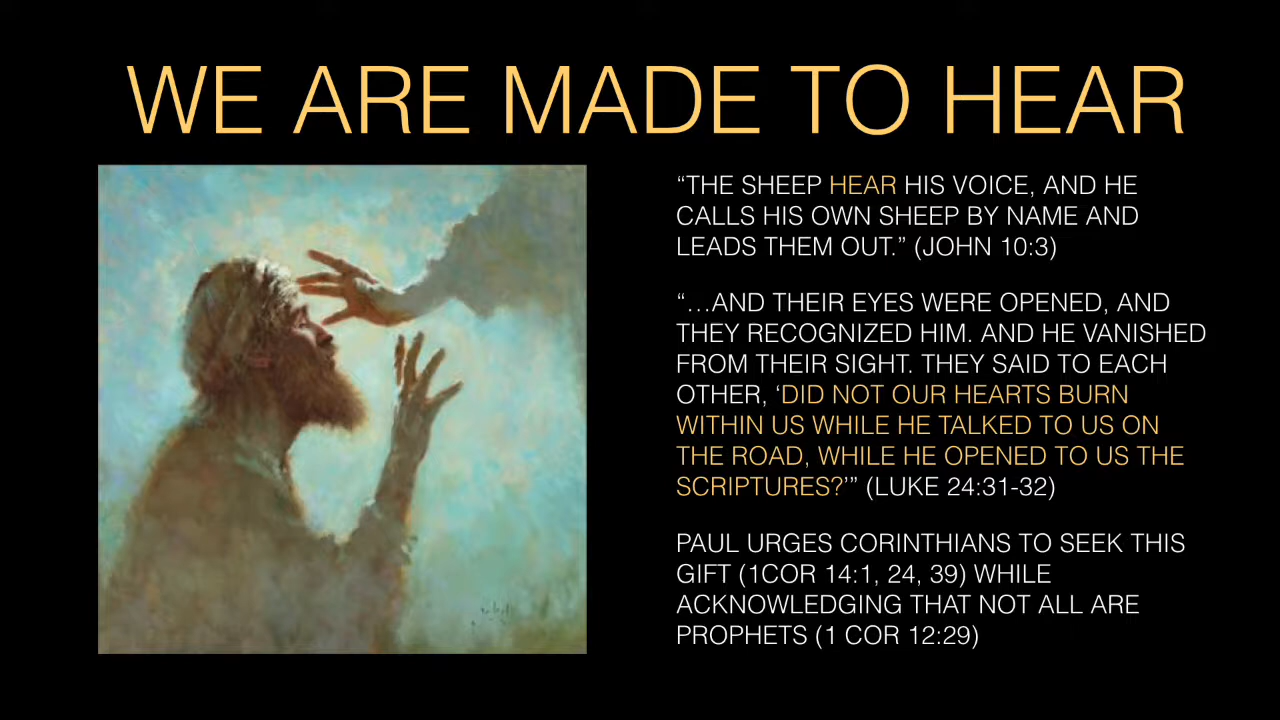 WE ARE MADE TO HEAR
“THE SHEEP HEAR HIS VOICE, AND HE
CALLS HIS OWN SHEEP BY NAME AND
LEADS THEM OUT.” (JOHN 10:3)
“…AND THEIR EYES WERE OPENED, AND
THEY RECOGNIZED HIM. AND HE VANISHED
FROM THEIR SIGHT. THEY SAID TO EACH
OTHER, ‘DID NOT OUR HEARTS BURN
WITHIN US WHILE HE TALKED TO US ON
THE ROAD, WHILE HE OPENED TO US THE
SCRIPTURES?’” (LUKE 24:31-32)
PAUL URGES CORINTHIANS TO SEEK THIS
GIFT (1COR 14:1, 24, 39) WHILE
ACKNOWLEDGING THAT NOT ALL ARE
PROPHETS (1 COR 12:29)